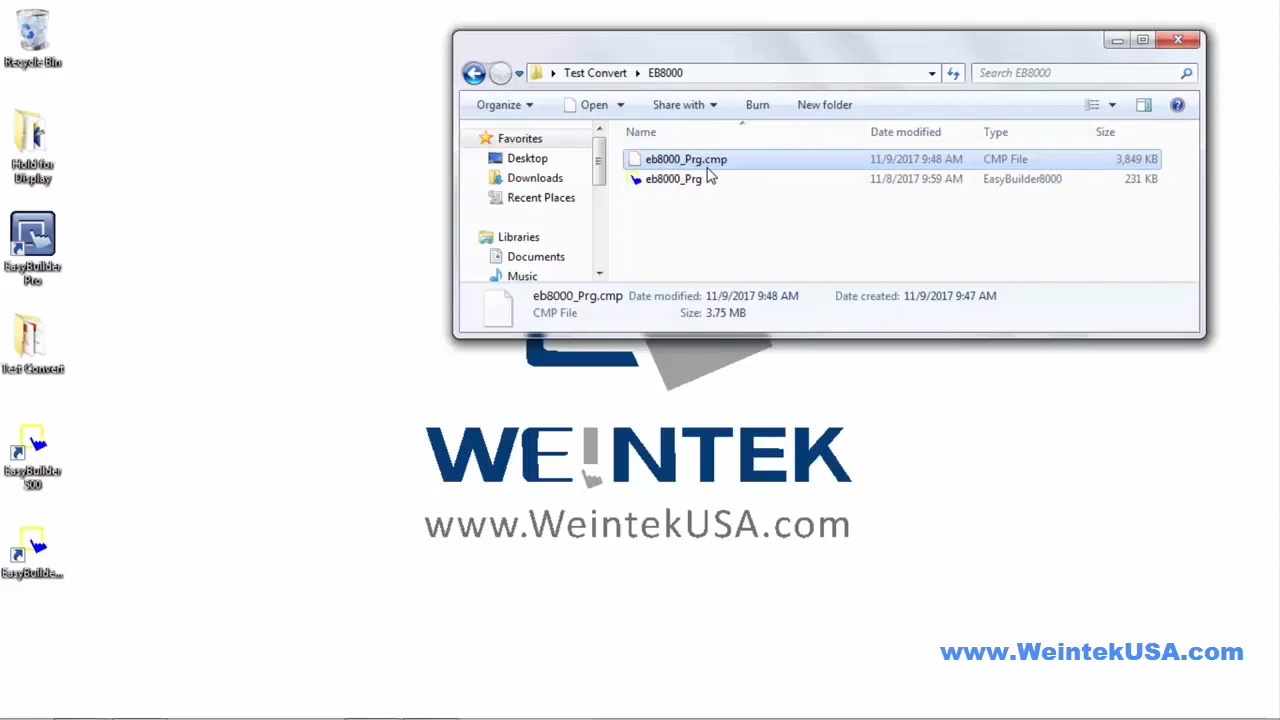 Recycle Bin
Hold for
Display
EasyBuilder
Pro
Test Convert
EasyBuilder
500
EasyBuilde...
Test Convert
EB8000
Search EB8000
Organize
Open
Share with
Burn
New folder
Favorites
Desktop
Downloads
Recent Places
Libraries
Documents
Music
Name
Date modified
Type
Size
eb8000_Prg.cmp
11/9/2017 9:48 AM
CMP File
3,849 KB
eb8000_Prg
11/8/2017 9:59 AM
EasyBuilder8000
231 KB
eb8000_Prg.cmp
Date modified: 11/9/2017 9:48 AM
Date created: 11/9/2017 9:47 AM
CMP File
Size: 3.75 MB
WEINTEK
www.WeintekUSA.com
www.WeintekUSA.com